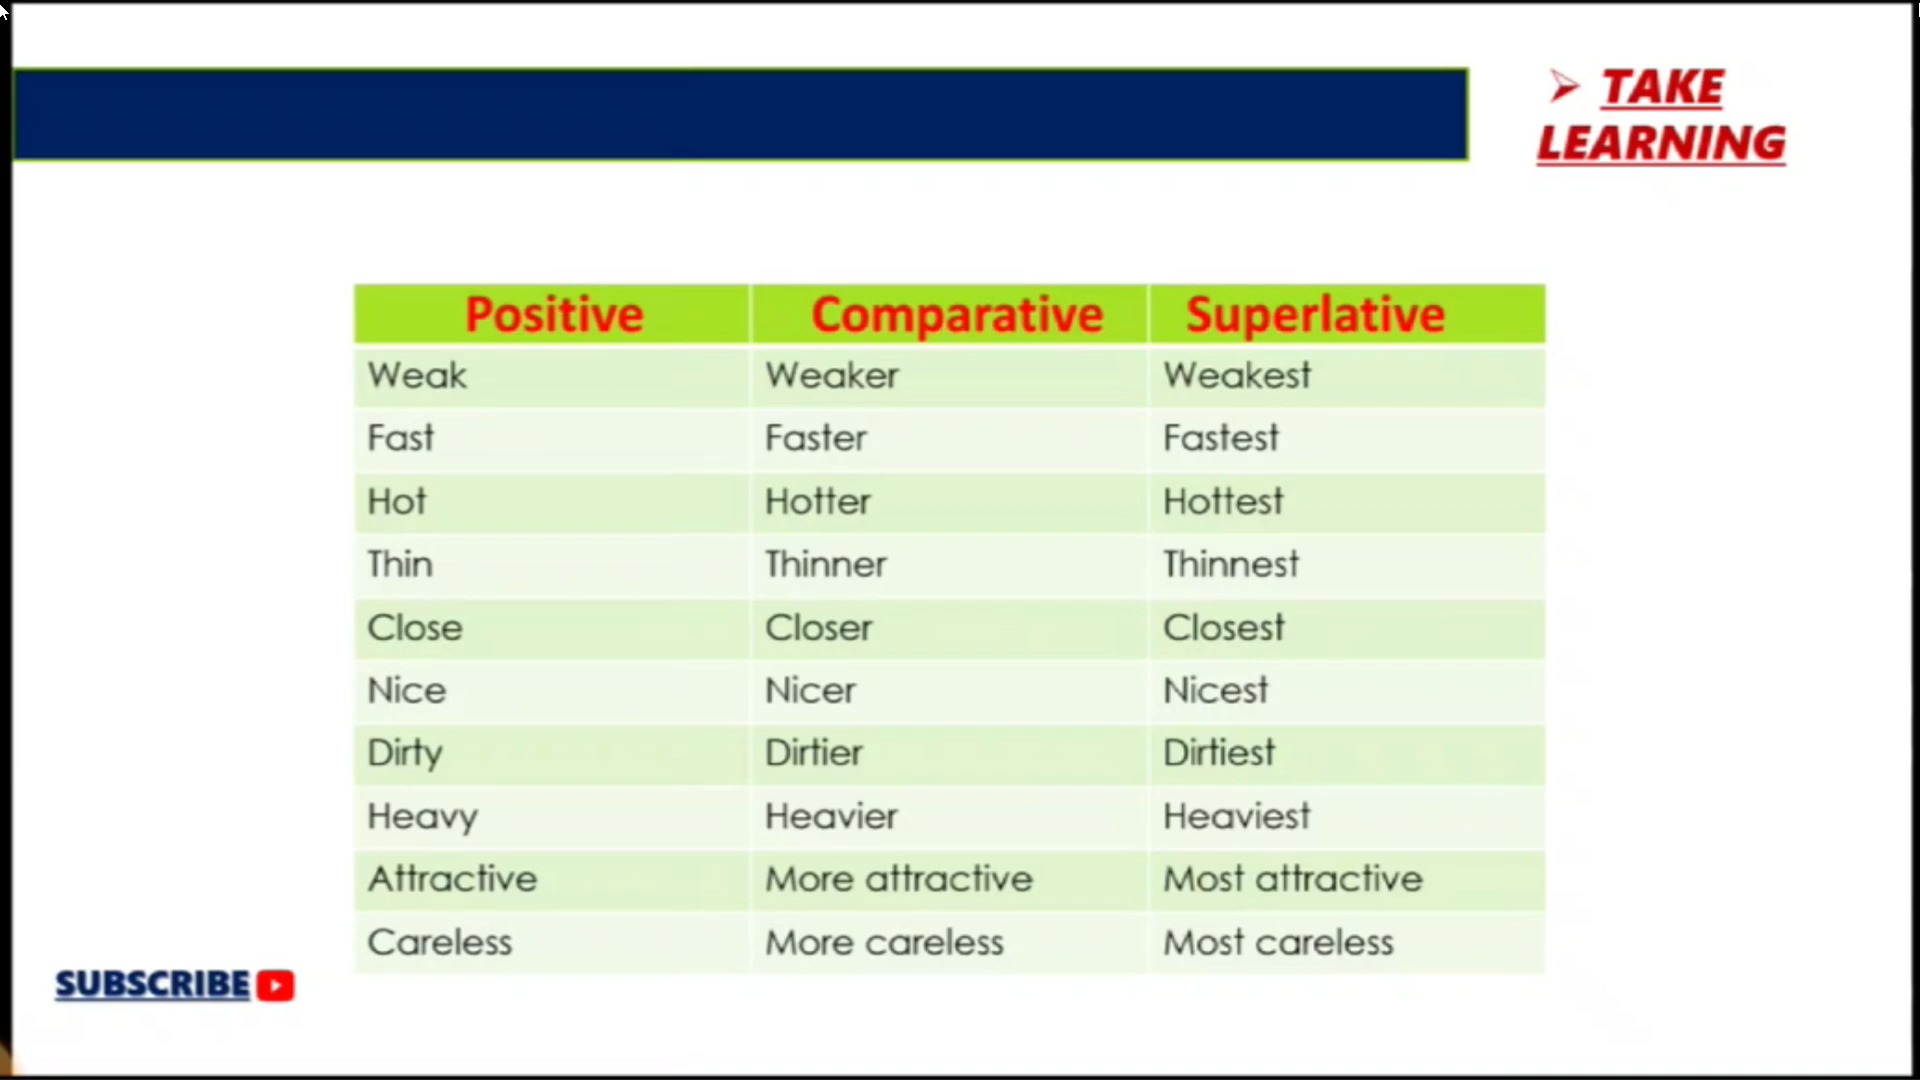 TAKE
LEARNING
Positive Comparative Superlative
Weak Weaker Weakest
Fast Faster Fastest
Hot Hotter Hottest
Thin Thinner Thinnest
Close Closer Closest
Nice Nicer Nicest
Dirty Dirtier Dirtiest
Heavy Heavier Heaviest
Attractive More attractive Most attractive
Careless More careless Most careless
SUBSCRIBE